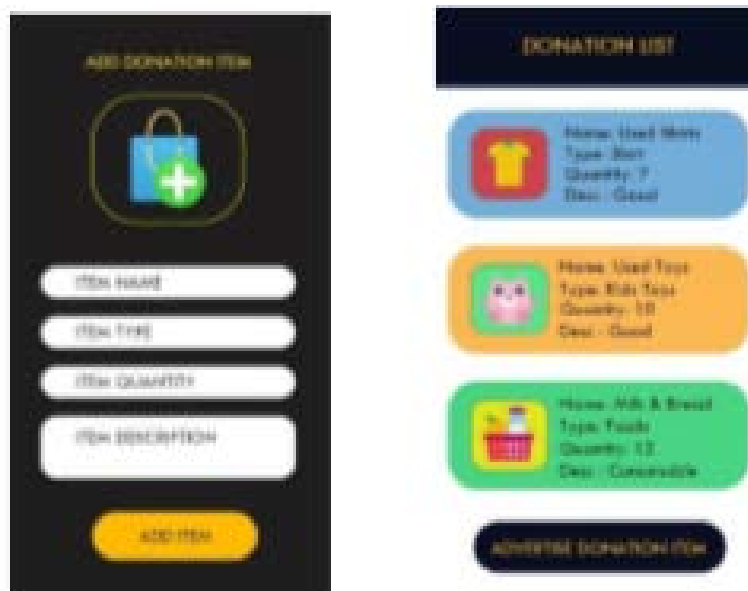 ADD DONATION ITEM
ITEM NAME
ITEM TYPE
ITEM QUANTITY
ITEM DESCRIPTION
ADD ITEM
DONATION LIST
Name: Used Shirts
Type: Shirt
Quantity: 7
Desc : Good
Name: Used Toys
Type: Kids Toys
Quantity: 10
Desc : Good
Name: Milk & Bread
Type: Foods
Quantity: 12
Desc : Consumable
ADVERTISE DONATION ITEM